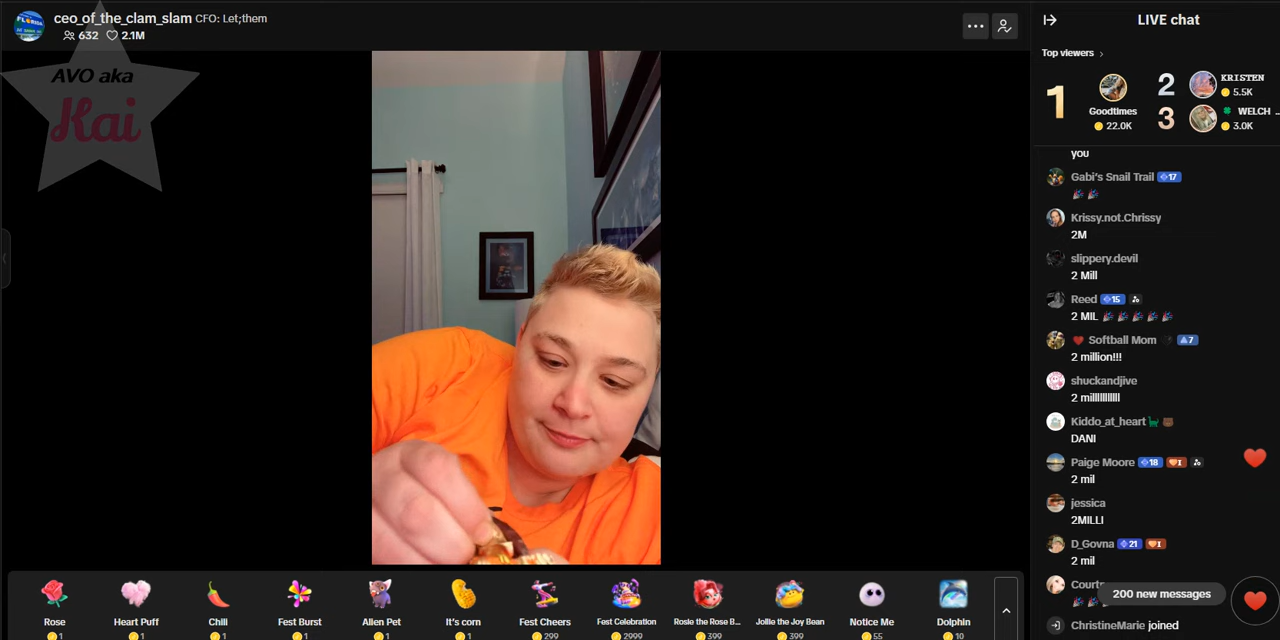 ceo_of_the_clam_slam CFO: Let;them
632 2.1M
AVO aka
Kai
LIVE chat
Top viewers
1
Goodtimes
22.0K
2
KRISTEN
5.5K
3
WELCH ...
3.0K
you
Gabi's Snail Trail 17
Krissy.not.Chrissy
2M
slippery.devil
2 Mill
Reed 15
2 MIL
Softball Mom 7
2 million!!!
shuckandjive
Kiddo_at_heart
DANI
Paige Moore 18 I
2 mil
jessica
2MILLI
D_Govna 21 I
2 mil
Courts
200 new messages
ChristineMarie joined
Rose
1
Heart Puff
1
Chili
1
Fest Burst
1
Alien Pet
1
It's corn
1
Fest Cheers
299
Fest Celebration
2999
Rosie the Rose B...
399
Jollie the Joy Bean
399
Notice Me
55
Dolphin
10